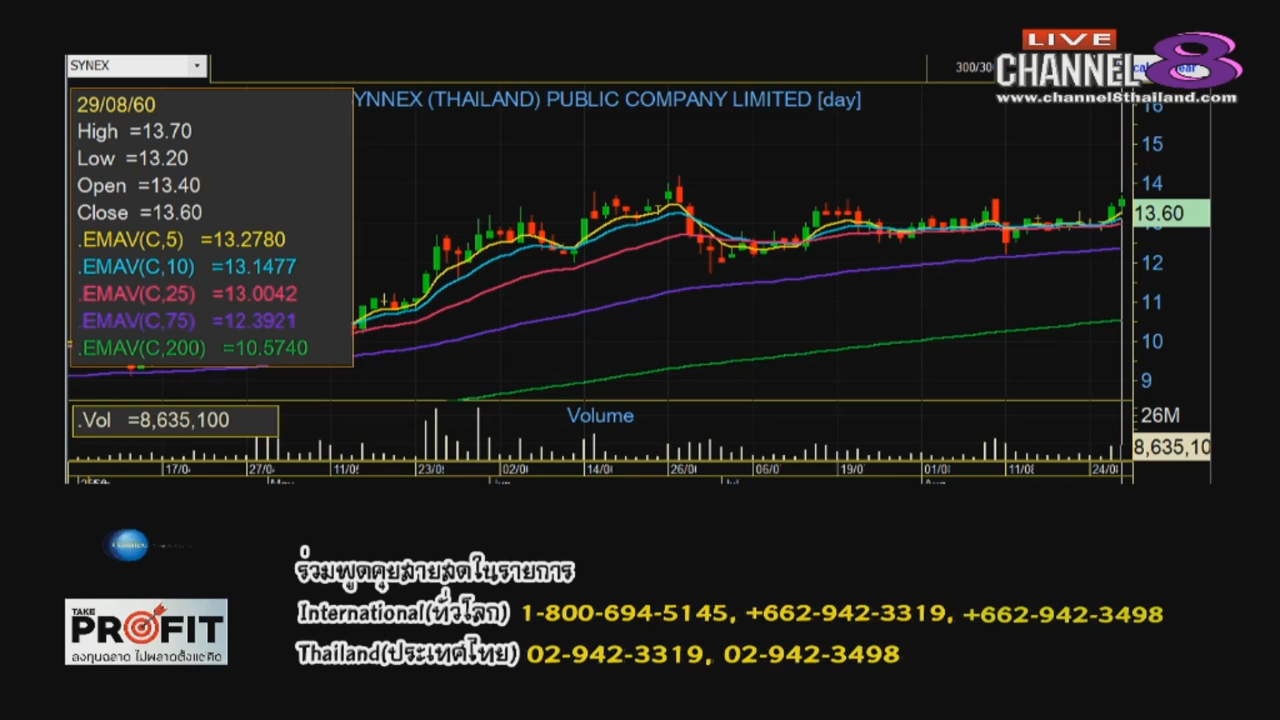 LIVE
CHANNEL 8
www.channel8thailand.com
SYNEX
300/30
YNNEX (THAILAND) PUBLIC COMPANY LIMITED [day]
29/08/60
High =13.70
Low =13.20
Open =13.40
Close =13.60
.EMAV(C,5) =13.2780
.EMAV(C,10) =13.1477
.EMAV(C,25) =13.0042
.EMAV(C,75) =12.3921
.EMAV(C,200) =10.5740
16
15
14
13.60
12
11
10
9
.Vol =8,635,100
Volume
26M
8,635,10
17/0 27/0 11/0 23/0 02/0 14/0 26/0 06/0 19/0 01/0 11/0 24/0
ร่วมพูดคุยสายสดในรายการ
International(ทั่วโลก) 1-800-694-5145, +662-942-3319, +662-942-3498
Thailand(ประเทศไทย) 02-942-3319, 02-942-3498
TAKE
PROFIT
ลงทุนฉลาด ไม่พลาดตั้งแต่คิด